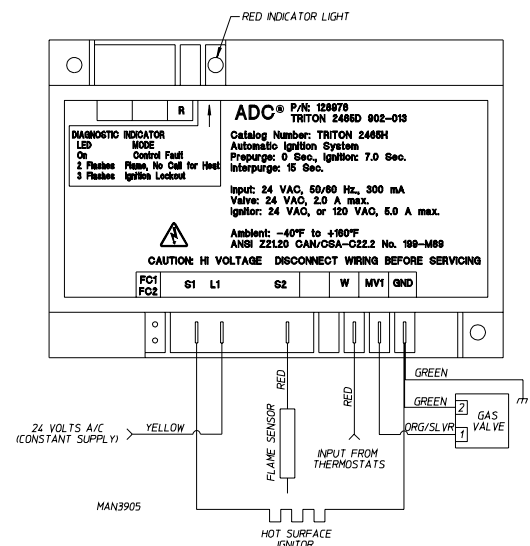 RED INDICATOR LIGHT
R
ADC® P/N: 128976
TRITON 2465D 902-013
DIAGNOSTIC INDICATOR
LED MODE
On Control Fault
2 Flashes Flame, No Call for Heat
3 Flashes Ignition Lockout
Catalog Number: TRITON 2465H
Automatic Ignition System
Prepurge: 0 Sec., Ignition: 7.0 Sec.
Interpurge: 15 Sec.
Input: 24 VAC, 50/60 Hz., 300 mA
Valve: 24 VAC, 2.0 A max.
Ignitor: 24 VAC, or 120 VAC, 5.0 A max.
Ambient: -40°F to +160°F
ANSI Z21.20 CAN/CSA-C22.2 No. 199-M89
CAUTION: HI VOLTAGE DISCONNECT WIRING BEFORE SERVICING
FC1
FC2
S1 L1 S2 W MV1 GND
GREEN
RED
RED
GREEN
2
GAS
VALVE
1
ORG/SLVR
24 VOLTS A/C
(CONSTANT SUPPLY)
YELLOW
FLAME SENSOR
INPUT FROM
THERMOSTATS
MAN3905
HOT SURFACE
IGNITOR